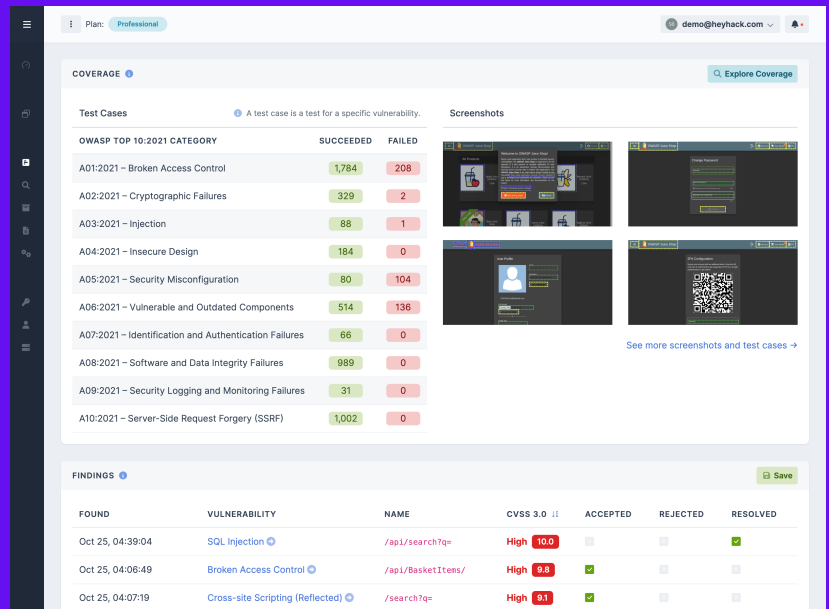 Plan: Professional
demo@heyhack.com
COVERAGE
Explore Coverage
Test Cases
A test case is a test for a specific vulnerability.
Screenshots
OWASP TOP 10:2021 CATEGORY SUCCEEDED FAILED
A01:2021 – Broken Access Control 1,784 208
A02:2021 – Cryptographic Failures 329 2
A03:2021 – Injection 88 1
A04:2021 – Insecure Design 184 0
A05:2021 – Security Misconfiguration 80 104
A06:2021 – Vulnerable and Outdated Components 514 136
A07:2021 – Identification and Authentication Failures 66 0
A08:2021 – Software and Data Integrity Failures 989 0
A09:2021 – Security Logging and Monitoring Failures 31 0
A10:2021 – Server-Side Request Forgery (SSRF) 1,002 0
See more screenshots and test cases →
FINDINGS
Save
FOUND VULNERABILITY NAME CVSS 3.0 ACCEPTED REJECTED RESOLVED
Oct 25, 04:39:04 SQL Injection /api/search?q= High 10.0
Oct 25, 04:06:49 Broken Access Control /api/BasketItems/ High 9.8
Oct 25, 04:07:19 Cross-site Scripting (Reflected) /search?q= High 9.1